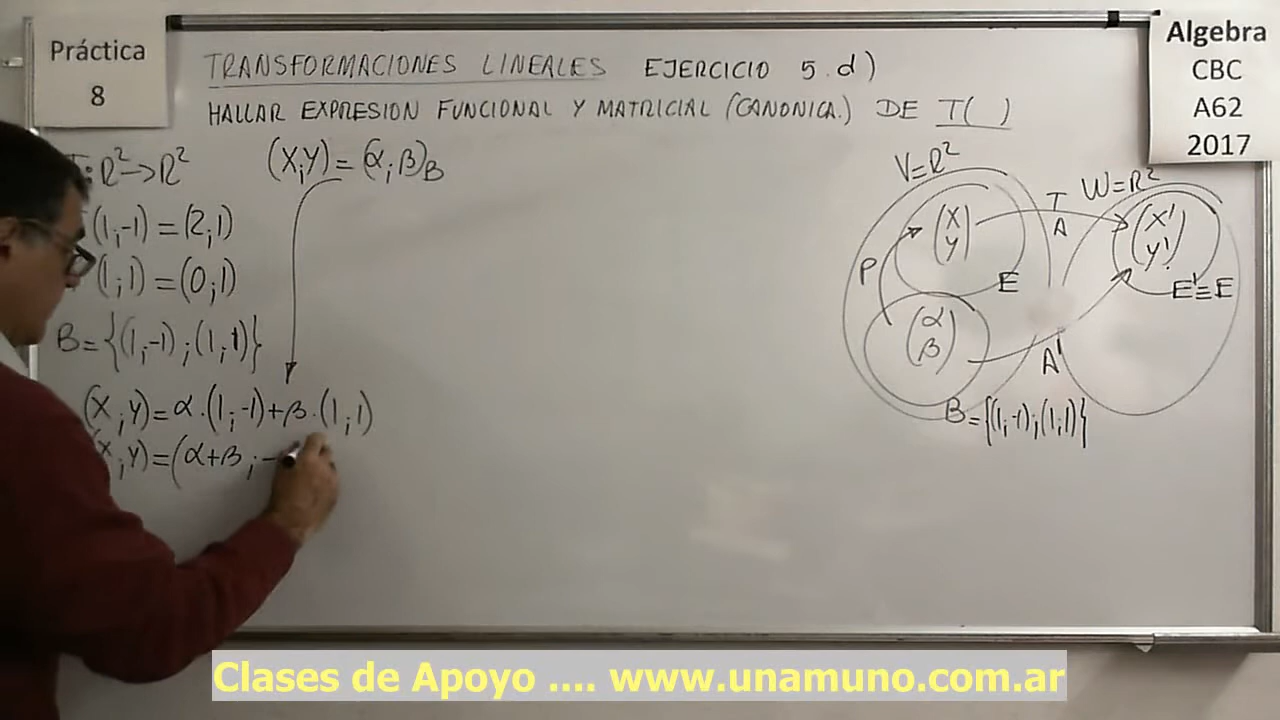 Práctica
8
TRANSFORMACIONES LINEALES EJERCICIO 5.d)
HALLAR EXPRESION FUNCIONAL Y MATRICIAL (CANONICA.) DE T( )
Algebra
CBC
A62
2017
:R²→R² (X;Y)=(α;β)B
(1;-1)=(2;1)
(1;1)=(0;1)
B={(1;-1);(1;1)}
(X;Y)=α.(1;-1)+β.(1;1)
(X;Y)=(α+β;-
V=R²
W=R²
T
A
(X
Y)
(X'
Y')
P
E
E'≡E
(α
β)
A'
B={(1;-1);(1;1)}
Clases de Apoyo .... www.unamuno.com.ar